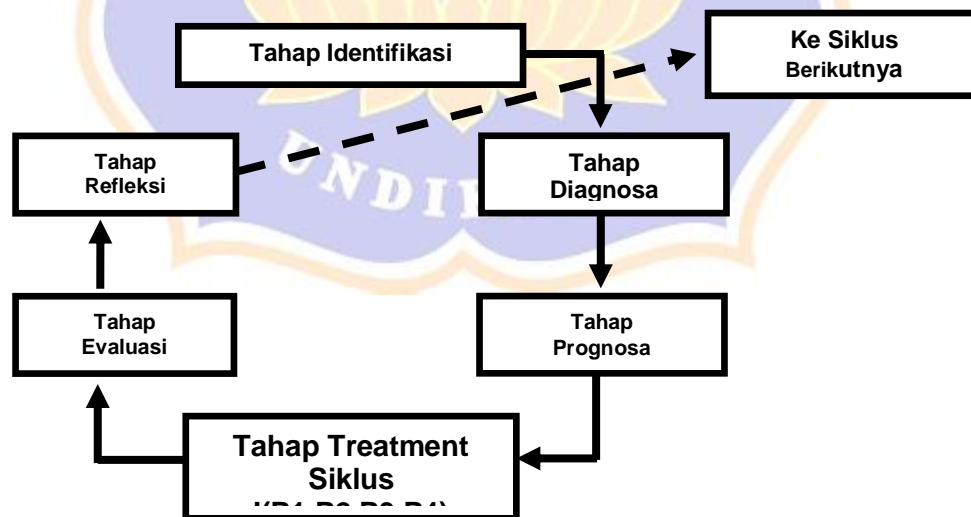 Tahap Identifikasi
Ke Siklus
Berikutnya
Tahap
Refleksi
Tahap
Diagnosa
Tahap
Evaluasi
Tahap
Prognosa
Tahap Treatment
Siklus